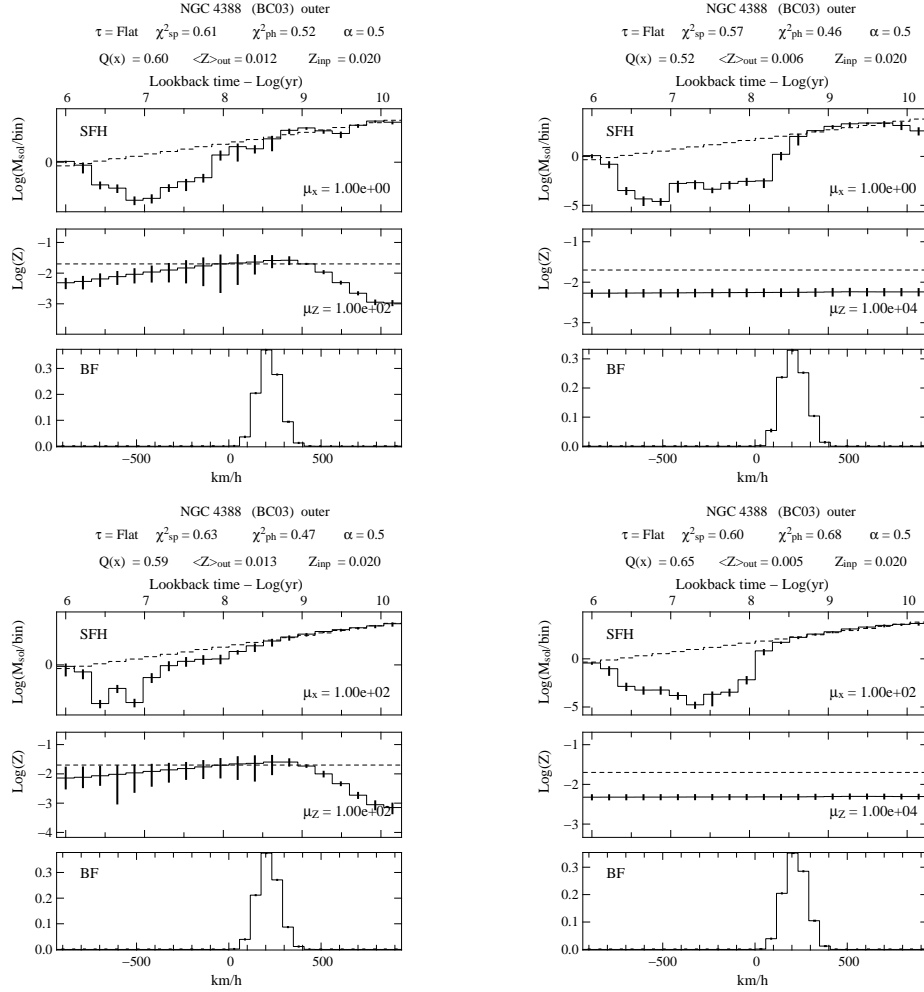 NGC 4388 (BC03) outer
τ = Flat χ²sp = 0.61 χ²ph = 0.52 α = 0.5
Q(x) = 0.60 <Z>out = 0.012 Zinp = 0.020
Lookback time − Log(yr)
6 7 8 9 10
SFH
Log(Msol/bin)
0
μx = 1.00e+00
Log(Z)
−1
−2
−3
μZ = 1.00e+02
BF
0.3
0.2
0.1
0.0
−500 0 500
km/h
NGC 4388 (BC03) outer
τ = Flat χ²sp = 0.57 χ²ph = 0.46 α = 0.5
Q(x) = 0.52 <Z>out = 0.006 Zinp = 0.020
Lookback time − Log(yr)
6 7 8 9 10
SFH
Log(Msol/bin)
0
−5
μx = 1.00e+00
Log(Z)
−1
−2
−3
μZ = 1.00e+04
BF
0.3
0.2
0.1
0.0
−500 0 500
km/h
NGC 4388 (BC03) outer
τ = Flat χ²sp = 0.63 χ²ph = 0.47 α = 0.5
Q(x) = 0.59 <Z>out = 0.013 Zinp = 0.020
Lookback time − Log(yr)
6 7 8 9 10
SFH
Log(Msol/bin)
0
μx = 1.00e+02
Log(Z)
−1
−2
−3
−4
μZ = 1.00e+02
BF
0.3
0.2
0.1
0.0
−500 0 500
km/h
NGC 4388 (BC03) outer
τ = Flat χ²sp = 0.60 χ²ph = 0.68 α = 0.5
Q(x) = 0.65 <Z>out = 0.005 Zinp = 0.020
Lookback time − Log(yr)
6 7 8 9 10
SFH
Log(Msol/bin)
0
−5
μx = 1.00e+02
Log(Z)
−1
−2
−3
μZ = 1.00e+04
BF
0.3
0.2
0.1
0.0
−500 0 500
km/h